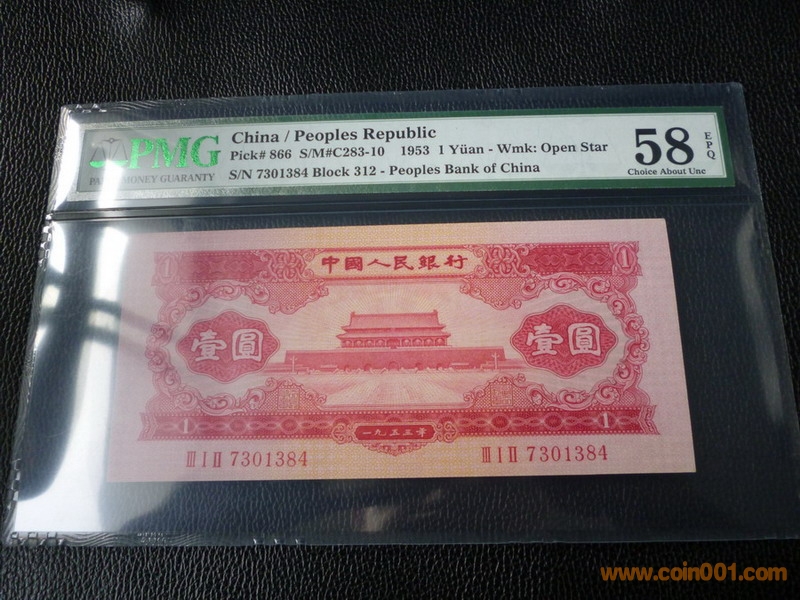 PMG
PAPER MONEY GUARANTY
China / Peoples Republic
Pick# 866 S/M#C283-10 1953 1 Yüan - Wmk: Open Star
S/N 7301384 Block 312 - Peoples Bank of China
58 EPQ
Choice About Unc
1 中國人民銀行 1
壹圓 壹圓
1 一九五三年 1
III I II 7301384 III I II 7301384
www.coin001.com